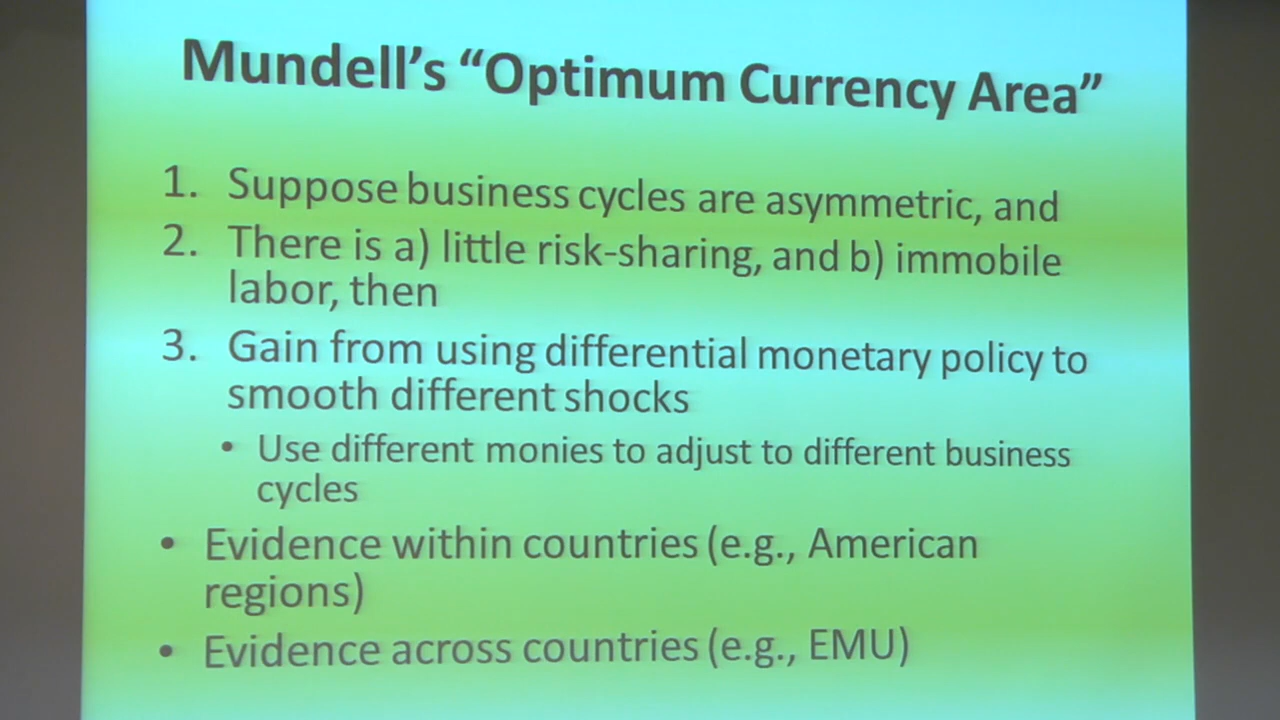 Mundell’s “Optimum Currency Area”
1. Suppose business cycles are asymmetric, and
2. There is a) little risk-sharing, and b) immobile
labor, then
3. Gain from using differential monetary policy to
smooth different shocks
• Use different monies to adjust to different business
cycles
• Evidence within countries (e.g., American
regions)
• Evidence across countries (e.g., EMU)